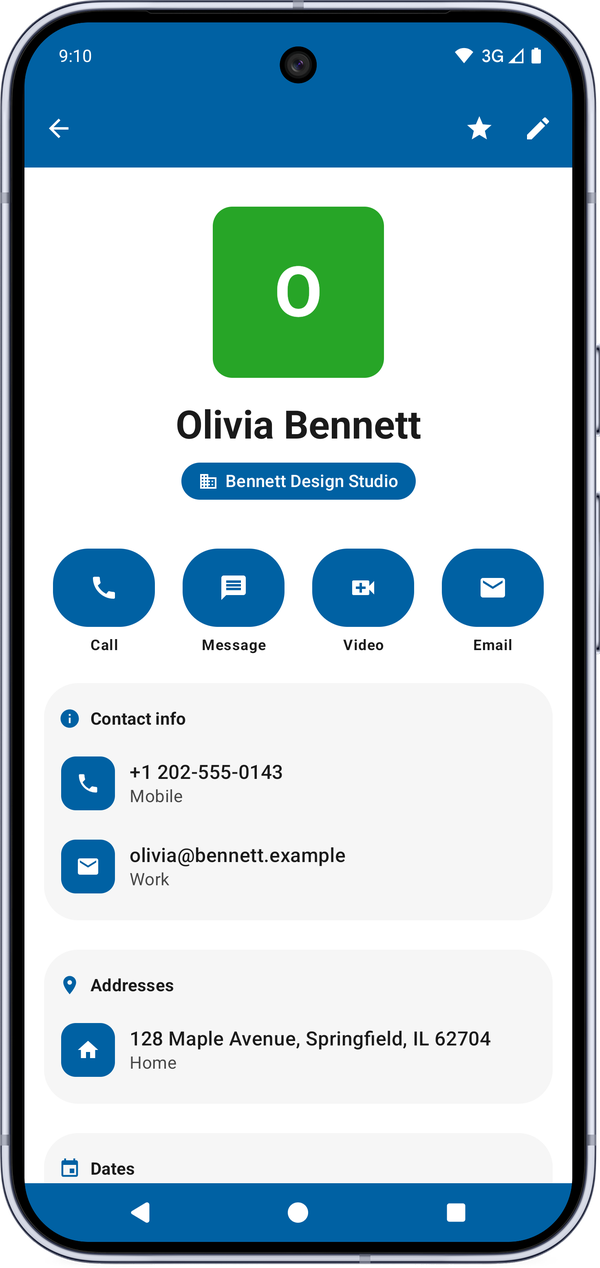 9:10
3G
O
Olivia Bennett
Bennett Design Studio
Call
Message
Video
Email
Contact info
+1 202-555-0143
Mobile
olivia@bennett.example
Work
Addresses
128 Maple Avenue, Springfield, IL 62704
Home
Dates